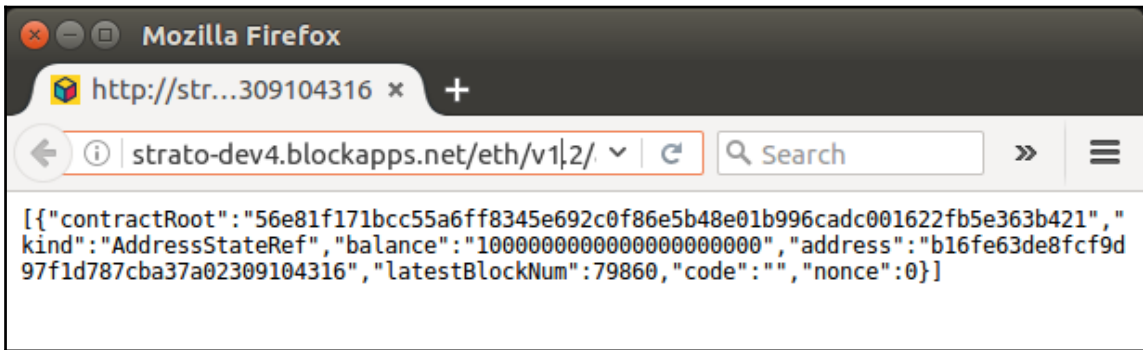 Mozilla Firefox
http://str...309104316
strato-dev4.blockapps.net/eth/v1.2/
Search
[{"contractRoot":"56e81f171bcc55a6ff8345e692c0f86e5b48e01b996cadc001622fb5e363b421","
kind":"AddressStateRef","balance":"1000000000000000000000","address":"b16fe63de8fcf9d
97f1d787cba37a02309104316","latestBlockNum":79860,"code":"","nonce":0}]